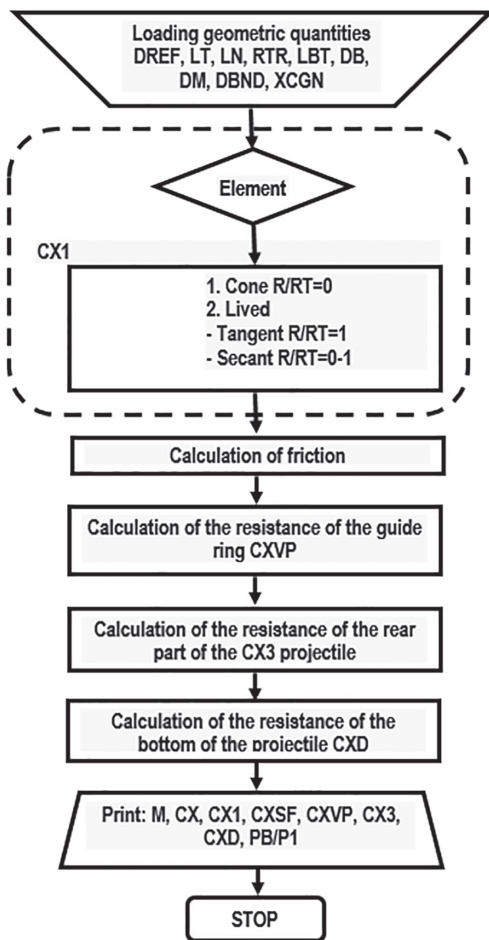 Loading geometric quantities
DREF, LT, LN, RTR, LBT, DB,
DM, DBND, XCGN
Element
CX1
1. Cone R/RT=0
2. Lived
- Tangent R/RT=1
- Secant R/RT=0-1
Calculation of friction
Calculation of the resistance of the guide
ring CXVP
Calculation of the resistance of the rear
part of the CX3 projectile
Calculation of the resistance of the
bottom of the projectile CXD
Print: M, CX, CX1, CXSF, CXVP, CX3,
CXD, PB/P1
STOP